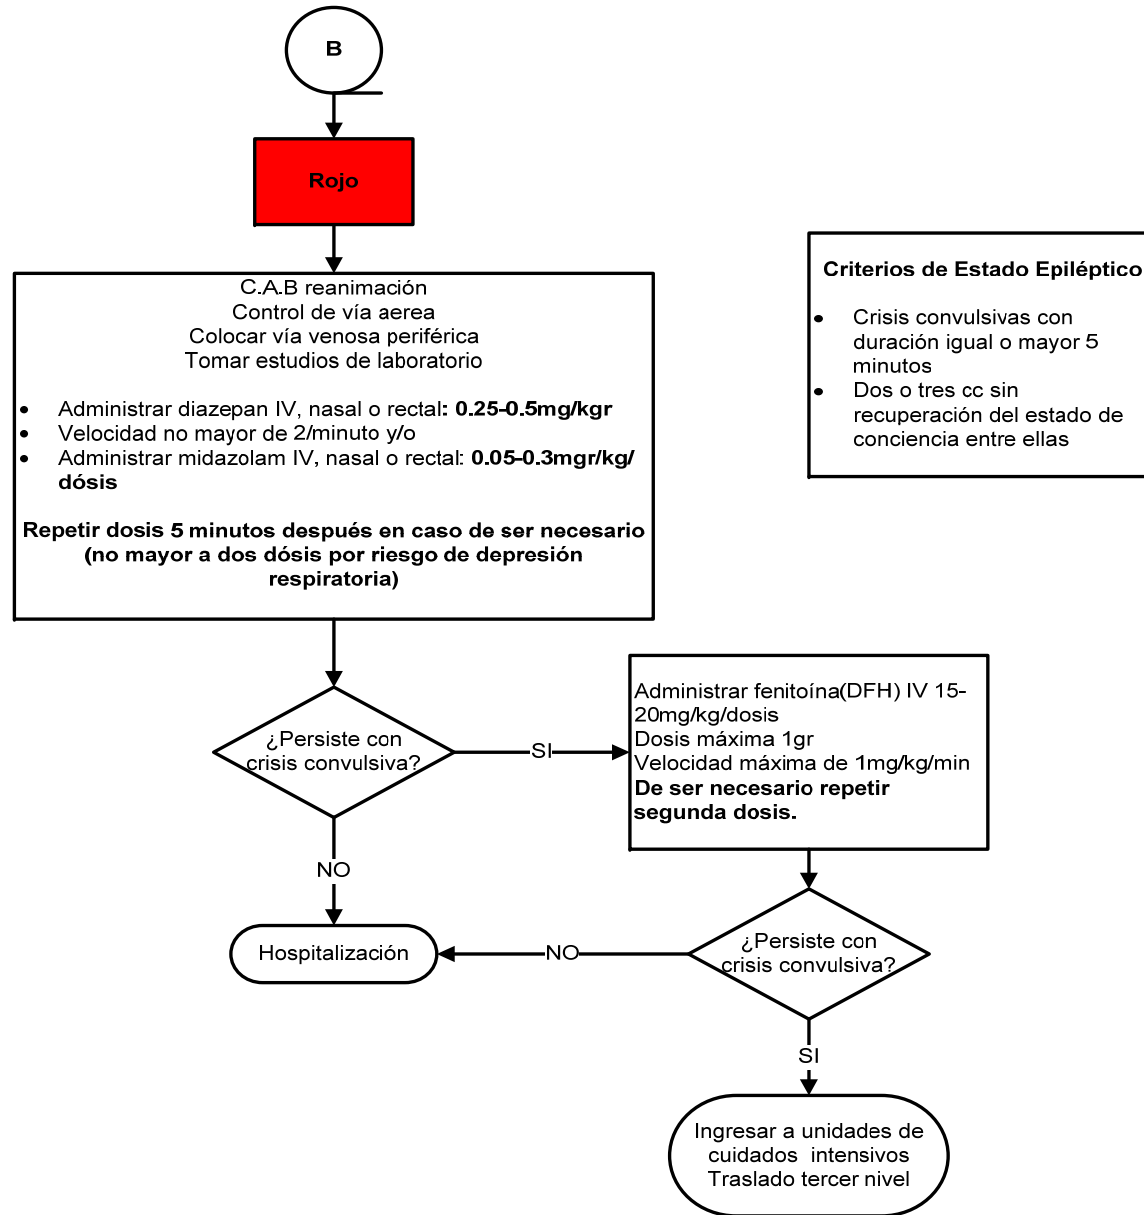 B
Rojo
C.A.B reanimación
Control de vía aerea
Colocar vía venosa periférica
Tomar estudios de laboratorio
• Administrar diazepan IV, nasal o rectal: 0.25-0.5mg/kgr
• Velocidad no mayor de 2/minuto y/o
• Administrar midazolam IV, nasal o rectal: 0.05-0.3mgr/kg/
dósis
Repetir dosis 5 minutos después en caso de ser necesario
(no mayor a dos dósis por riesgo de depresión
respiratoria)
Criterios de Estado Epiléptico
• Crisis convulsivas con
duración igual o mayor 5
minutos
• Dos o tres cc sin
recuperación del estado de
conciencia entre ellas
¿Persiste con
crisis convulsiva?
SI
Administrar fenitoína(DFH) IV 15-
20mg/kg/dosis
Dosis máxima 1gr
Velocidad máxima de 1mg/kg/min
De ser necesario repetir
segunda dosis.
NO
Hospitalización
NO
¿Persiste con
crisis convulsiva?
SI
Ingresar a unidades de
cuidados intensivos
Traslado tercer nivel